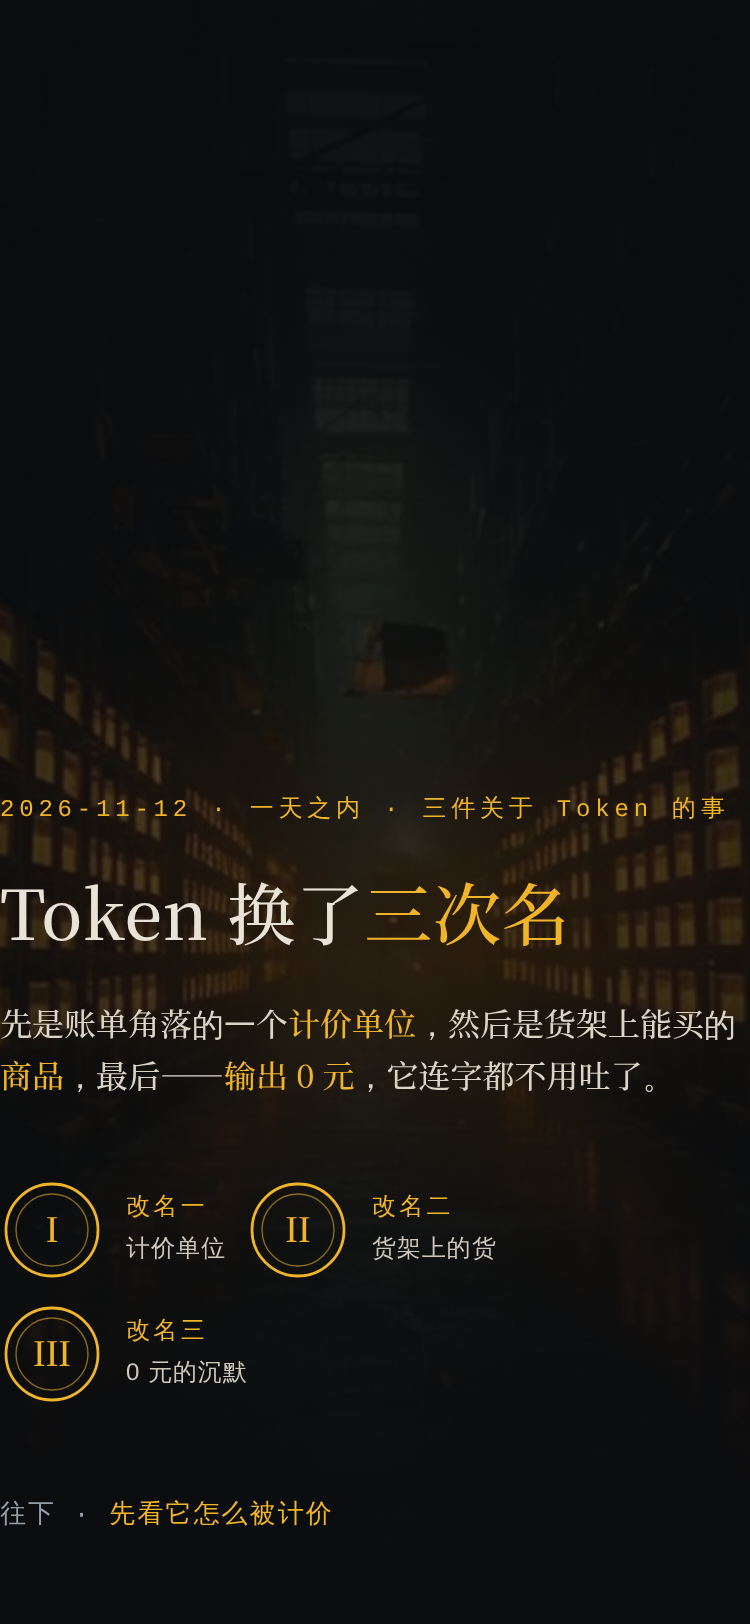 2026-11-12 · 一天之内 · 三件关于 Token 的事
Token 换了三次名
先是账单角落的一个计价单位，然后是货架上能买的
商品，最后——输出 0 元，它连字都不用吐了。
I
改名一
计价单位
II
改名二
货架上的货
III
改名三
0 元的沉默
往下 · 先看它怎么被计价